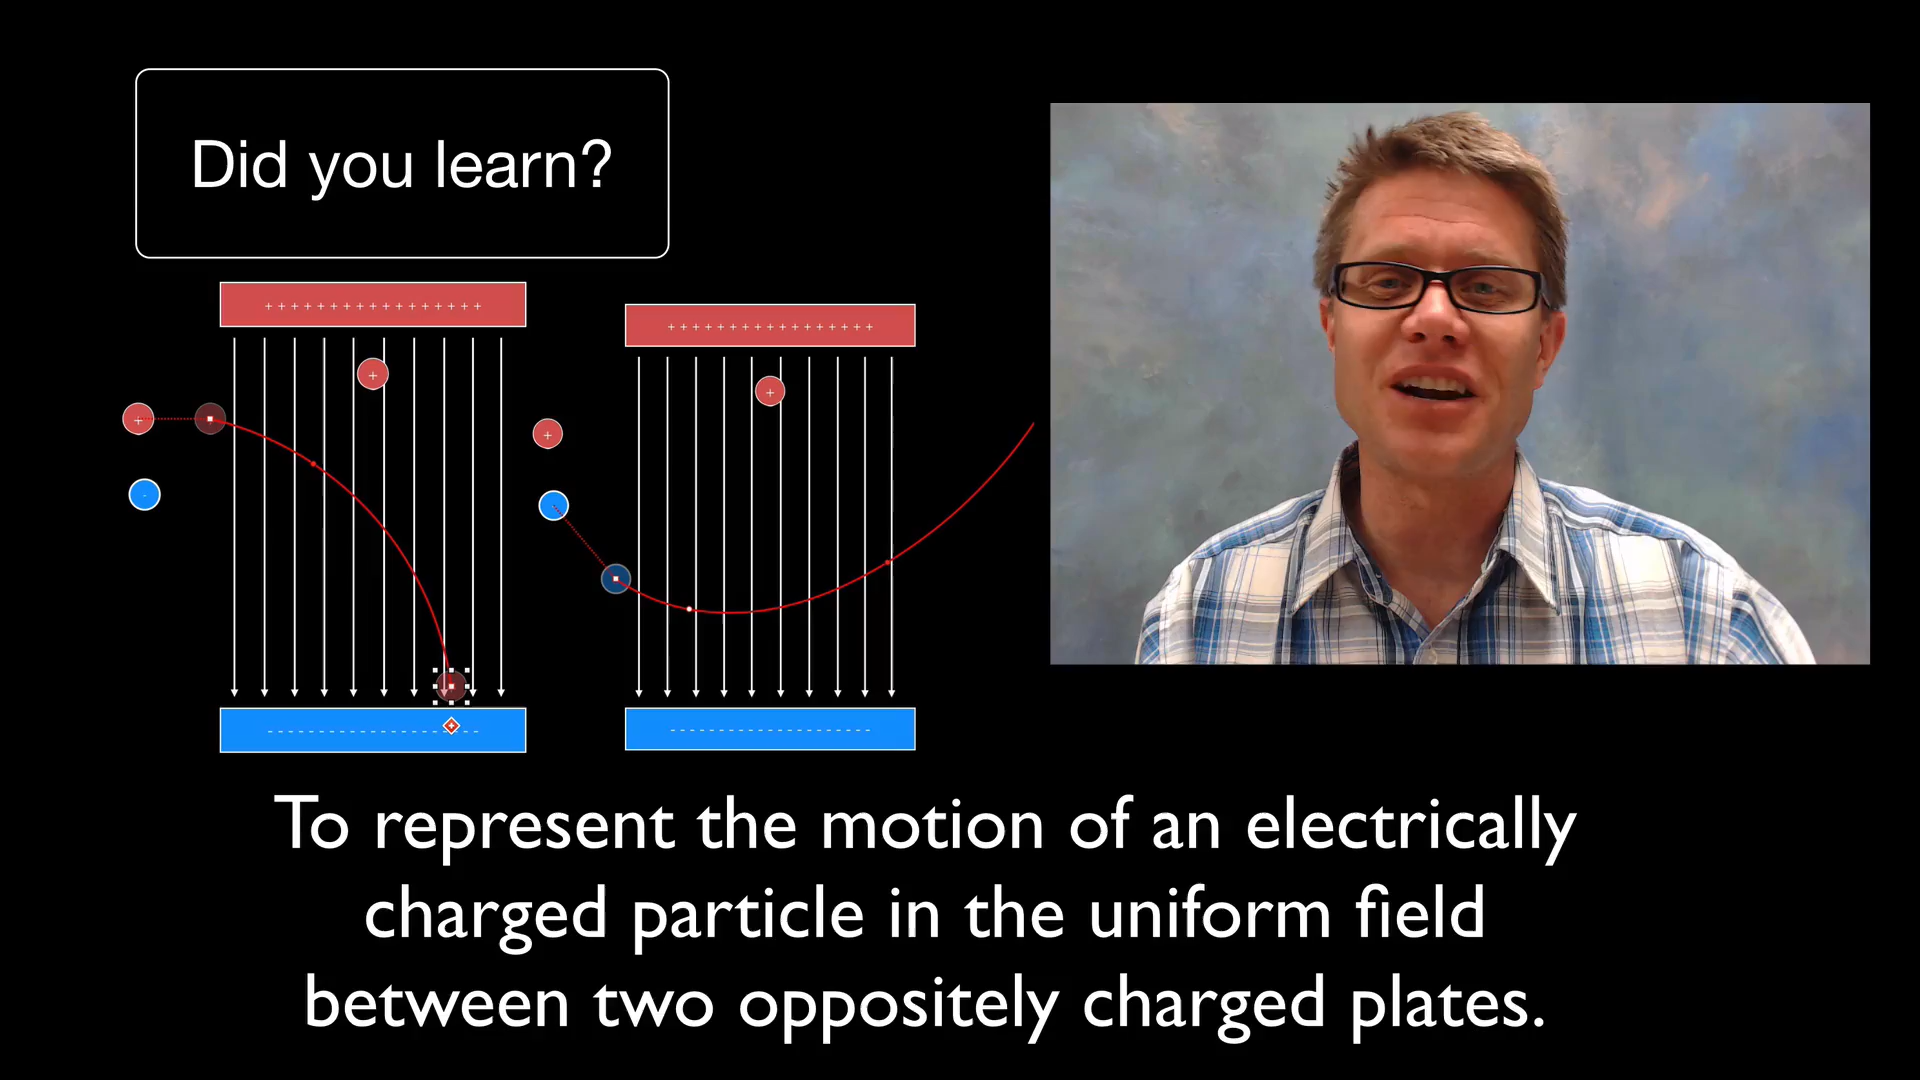 Did you learn?
+ + + + + + + + + + + + + + + + +
+ + + + + + + + + + + + + + + + +
+
+
+
+
-
- - - - - - - - - - - - - - - - - - - -
- - - - - - - - - - - - - - - - - - - -
To represent the motion of an electrically
charged particle in the uniform field
between two oppositely charged plates.